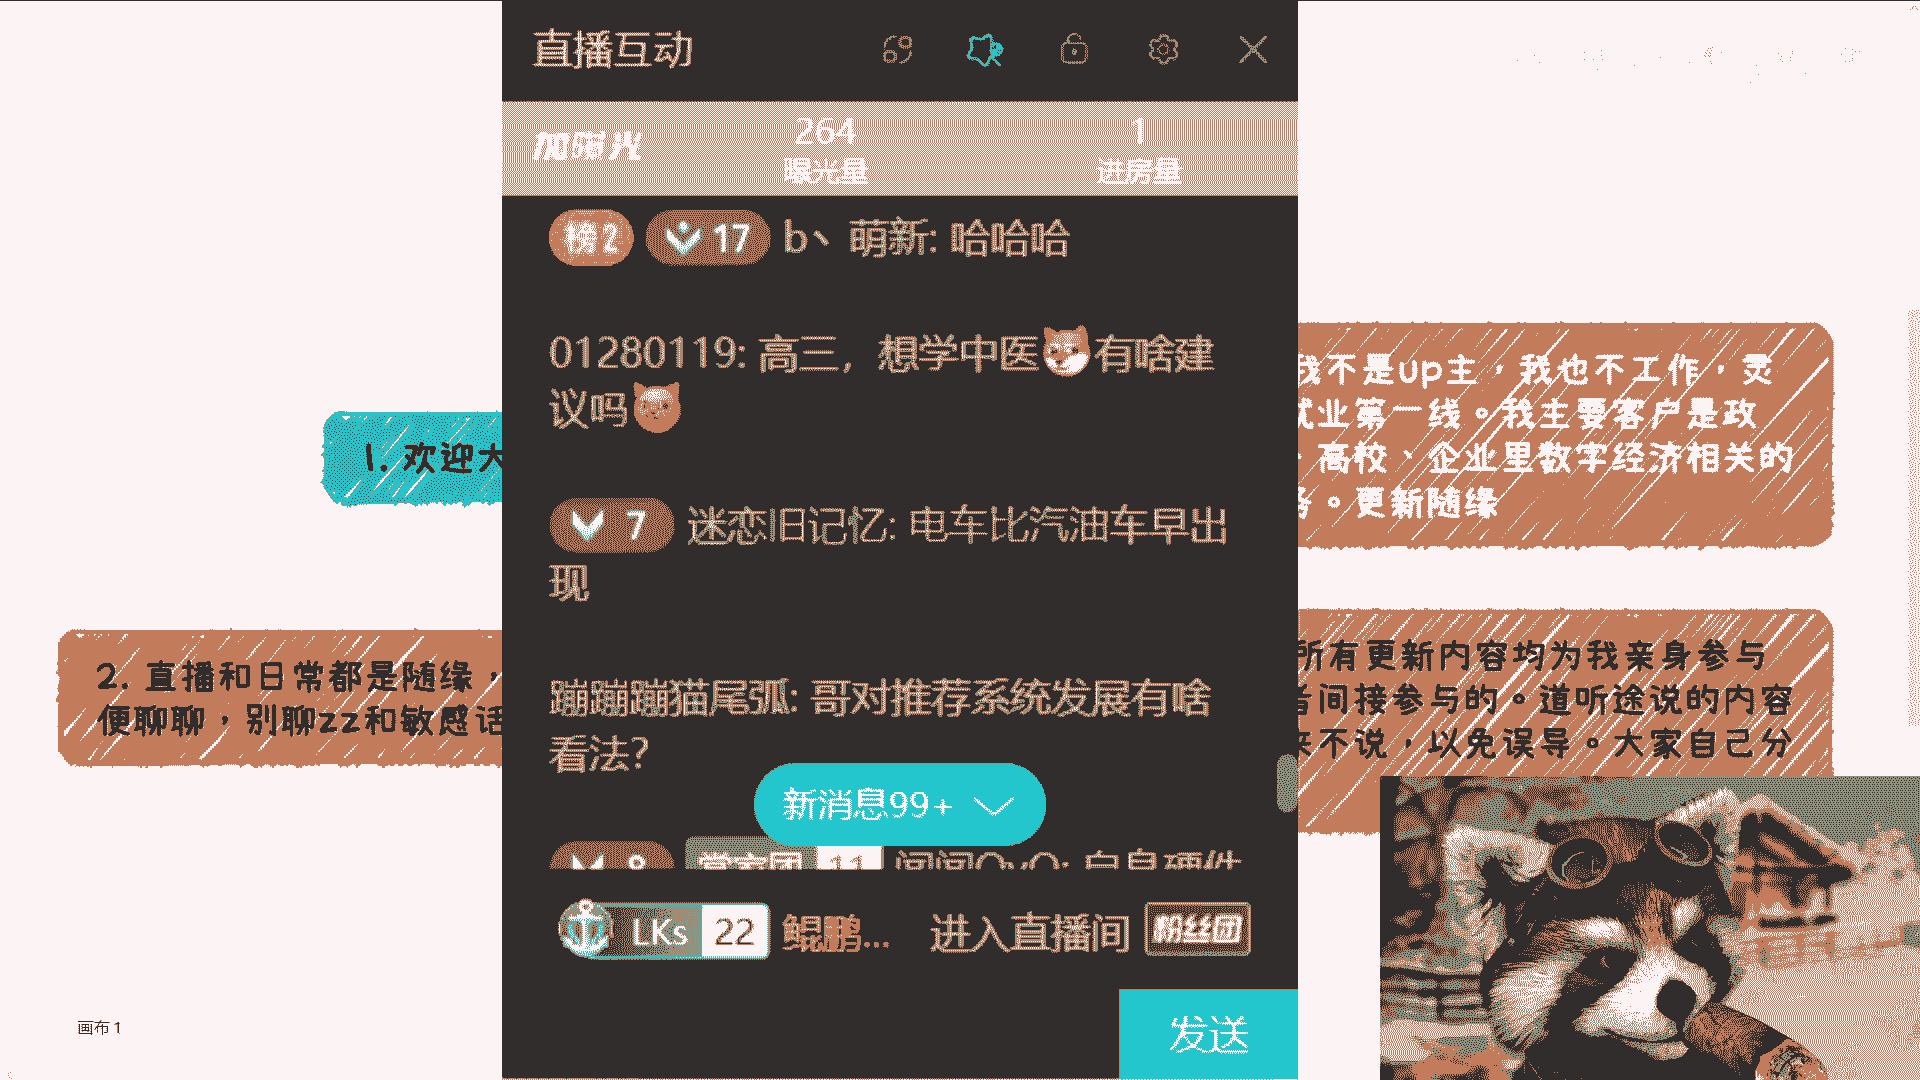 直播互动
加曝光
264
曝光量
1
进房量
榜2 17 b丶 萌新: 哈哈哈
01280119: 高三，想学中医有啥建
议吗
7 迷恋旧记忆: 电车比汽油车早出
现
蹦蹦蹦猫尾弧: 哥对推荐系统发展有啥
看法?
新消息99+
LKs 22 鲲鹏... 进入直播间 粉丝团
发送
1. 欢迎大
2. 直播和日常都是随缘，
便聊聊，别聊zz和敏感话
我不是up主，我也不工作，灵
就业第一线。我主要客户是政
、高校、企业里数字经济相关的
务。更新随缘
所有更新内容均为我亲身参与
者间接参与的。道听途说的内容
来不说，以免误导。大家自己分
画布 1